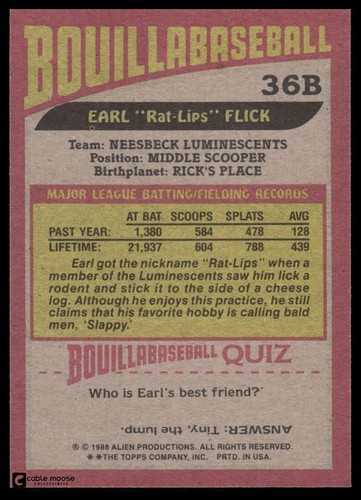 BOUILLABASEBALL
36B
EARL "Rat-Lips" FLICK
Team: NEESBECK LUMINESCENTS
Position: MIDDLE SCOOPER
Birthplanet: RICK'S PLACE
MAJOR LEAGUE BATTING/FIELDING RECORDS
AT BAT SCOOPS SPLATS AVG
PAST YEAR: 1,380 584 478 128
LIFETIME: 21,937 604 788 439
Earl got the nickname "Rat-Lips" when a
member of the Luminescents saw him lick
a rodent and stick it to the side of a cheese
log. Although he enjoys this practice, he still
claims that his favorite hobby is calling bald
men, 'Slappy.'
BOUILLABASEBALL QUIZ
Who is Earl's best friend?
ANSWER: Tiny, the lump.
® © 1988 ALIEN PRODUCTIONS. ALL RIGHTS RESERVED.
**THE TOPPS COMPANY, INC. PRTD. IN USA.
cable moose
COLLECTIBLES